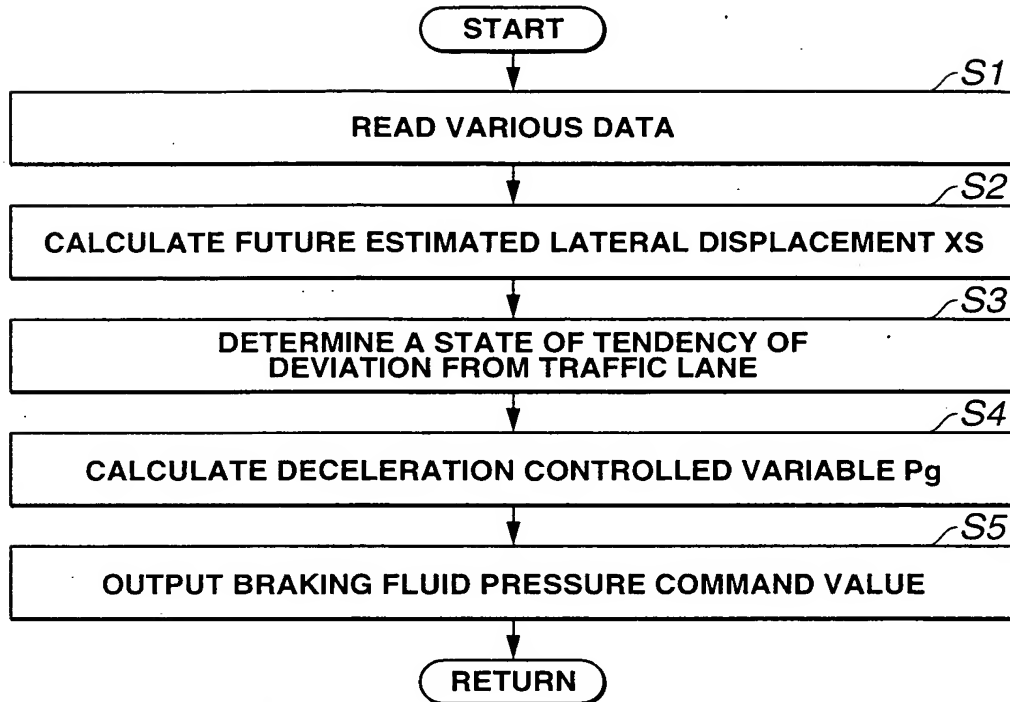 START
S1
READ VARIOUS DATA
S2
CALCULATE FUTURE ESTIMATED LATERAL DISPLACEMENT XS
S3
DETERMINE A STATE OF TENDENCY OF
DEVIATION FROM TRAFFIC LANE
S4
CALCULATE DECELERATION CONTROLLED VARIABLE Pg
S5
OUTPUT BRAKING FLUID PRESSURE COMMAND VALUE
RETURN